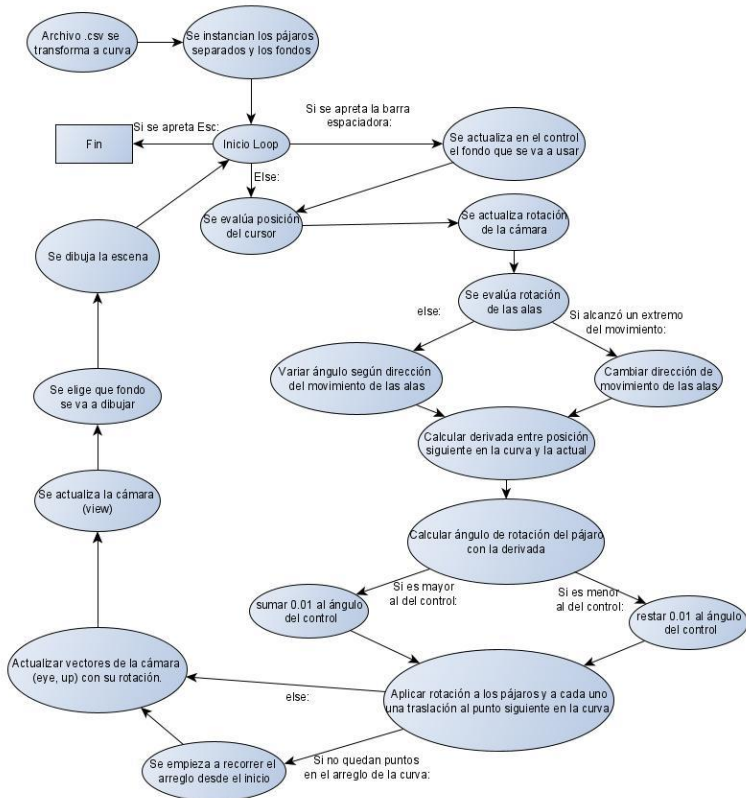 Archivo .csv se
transforma a curva
Se instancian los pájaros
separados y los fondos
Si se apreta la barra
espaciadora:
Si se apreta Esc:
Fin
Inicio Loop
Se actualiza en el control
el fondo que se va a usar
Else:
Se evalúa posición
del cursor
Se actualiza rotación
de la cámara
Se dibuja la escena
Se evalúa rotación
de las alas
else:
Si alcanzó un extremo
del movimiento:
Variar ángulo según dirección
del movimiento de las alas
Cambiar dirección de
movimiento de las alas
Se elige que fondo
se va a dibujar
Calcular derivada entre posición
siguiente en la curva y la actual
Se actualiza la cámara
(view)
Calcular ángulo de rotación del pájaro
con la derivada
Si es mayor
al del control:
Si es menor
al del control:
sumar 0.01 al ángulo
del control
restar 0.01 al ángulo
del control
Actualizar vectores de la cámara
(eye, up) con su rotación.
else:
Aplicar rotación a los pájaros y a cada uno
una traslación al punto siguiente en la curva
Si no quedan puntos
en el arreglo de la curva:
Se empieza a recorrer el
arreglo desde el inicio